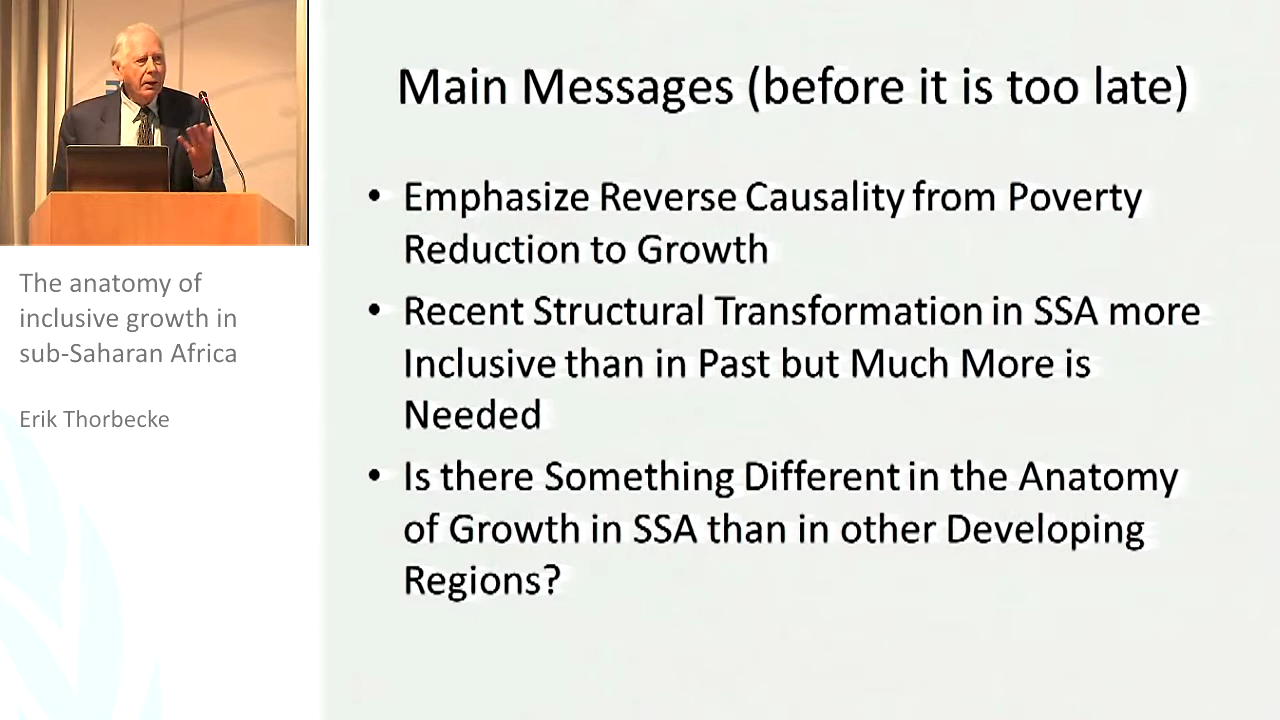 The anatomy of
inclusive growth in
sub-Saharan Africa
Erik Thorbecke
Main Messages (before it is too late)
• Emphasize Reverse Causality from Poverty
Reduction to Growth
• Recent Structural Transformation in SSA more
Inclusive than in Past but Much More is
Needed
• Is there Something Different in the Anatomy
of Growth in SSA than in other Developing
Regions?